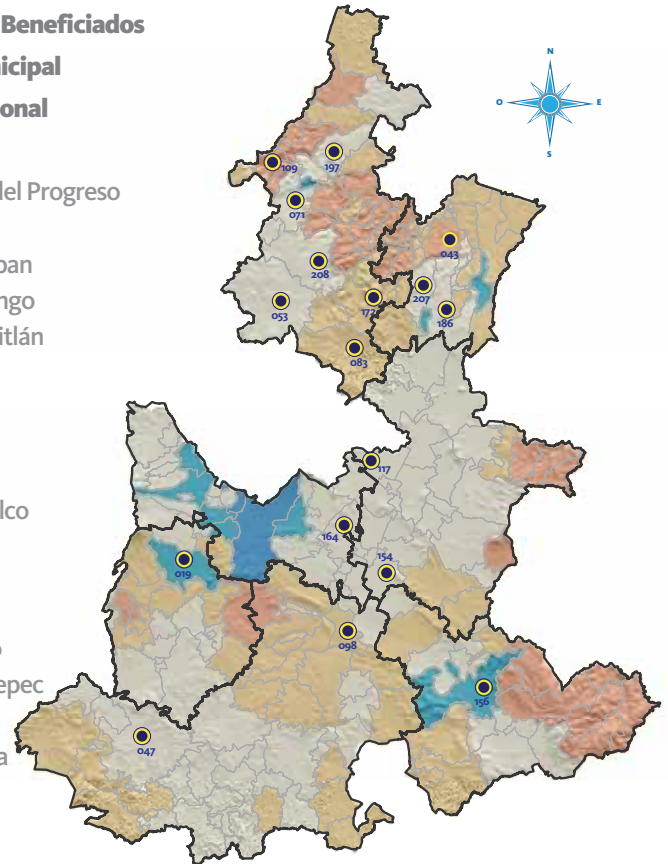 Beneficiados
icipal
onal
del Progreso
pan
ngo
itlán
lco
o
epec
a
N
O
E
S
109
197
071
043
208
207
053
172
186
083
117
164
154
019
098
156
047